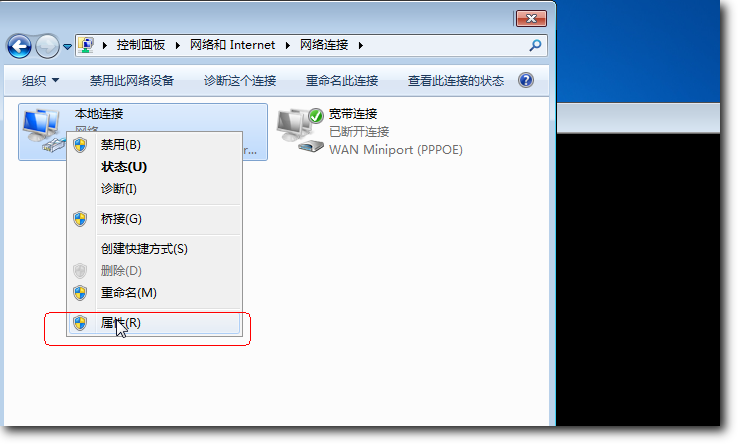 控制面板 ▸ 网络和 Internet ▸ 网络连接 ▸
组织 禁用此网络设备 诊断这个连接 重命名此连接 查看此连接的状态
本地连接
网络
r...
宽带连接
已断开连接
WAN Miniport (PPPOE)
禁用(B)
状态(U)
诊断(I)
桥接(G)
创建快捷方式(S)
删除(D)
重命名(M)
属性(R)